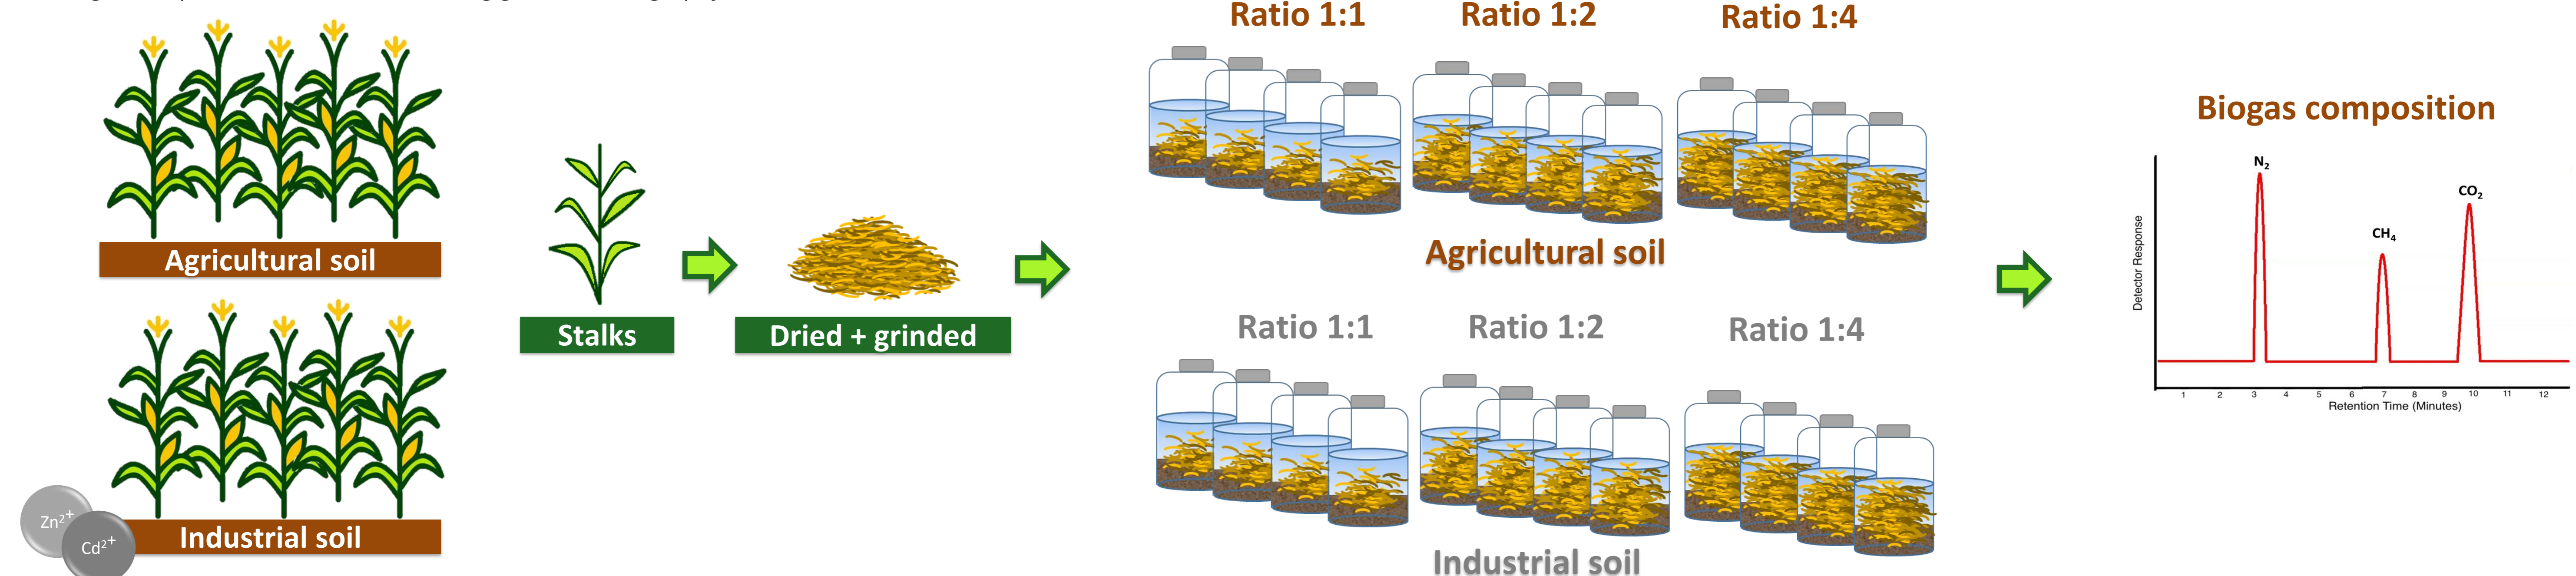 Agricultural soil
Zn2+
Cd2+
Industrial soil
Stalks
Dried + grinded
Ratio 1:1
Ratio 1:2
Ratio 1:4
Agricultural soil
Ratio 1:1
Ratio 1:2
Ratio 1:4
Industrial soil
Biogas composition
N2
CH4
CO2
Detector Response
1 2 3 4 5 6 7 8 9 10 11 12
Retention Time (Minutes)